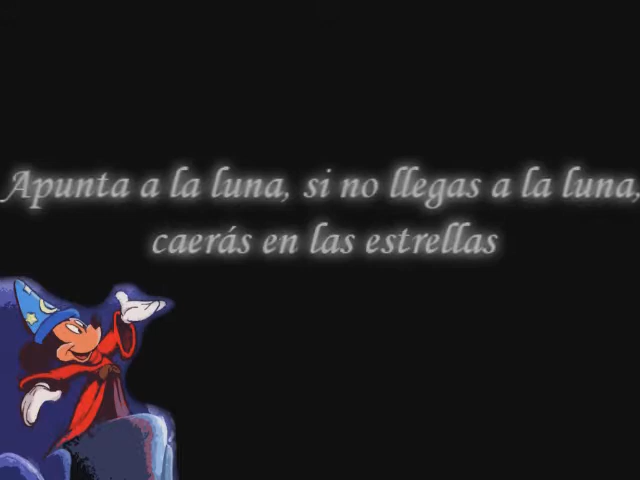 Apunta a la luna, si no llegas a la luna,
caerás en las estrellas